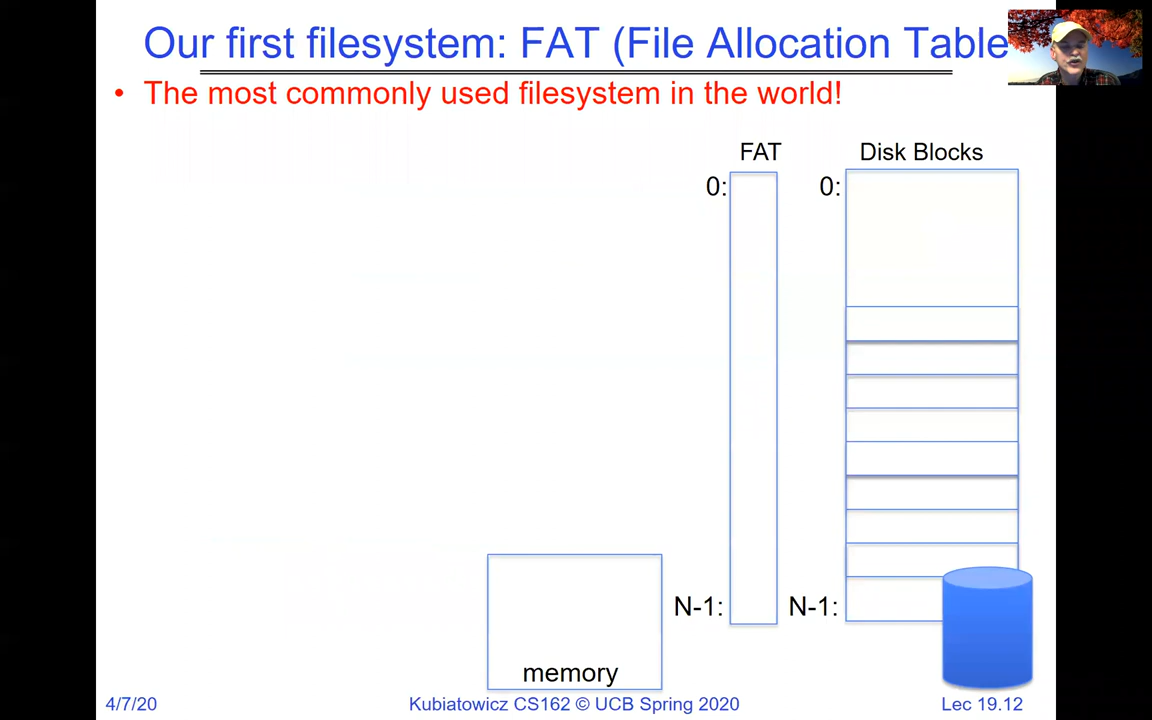 Our first filesystem: FAT (File Allocation Table
• The most commonly used filesystem in the world!
FAT
Disk Blocks
0:
0:
N-1:
N-1:
memory
4/7/20
Kubiatowicz CS162 © UCB Spring 2020
Lec 19.12